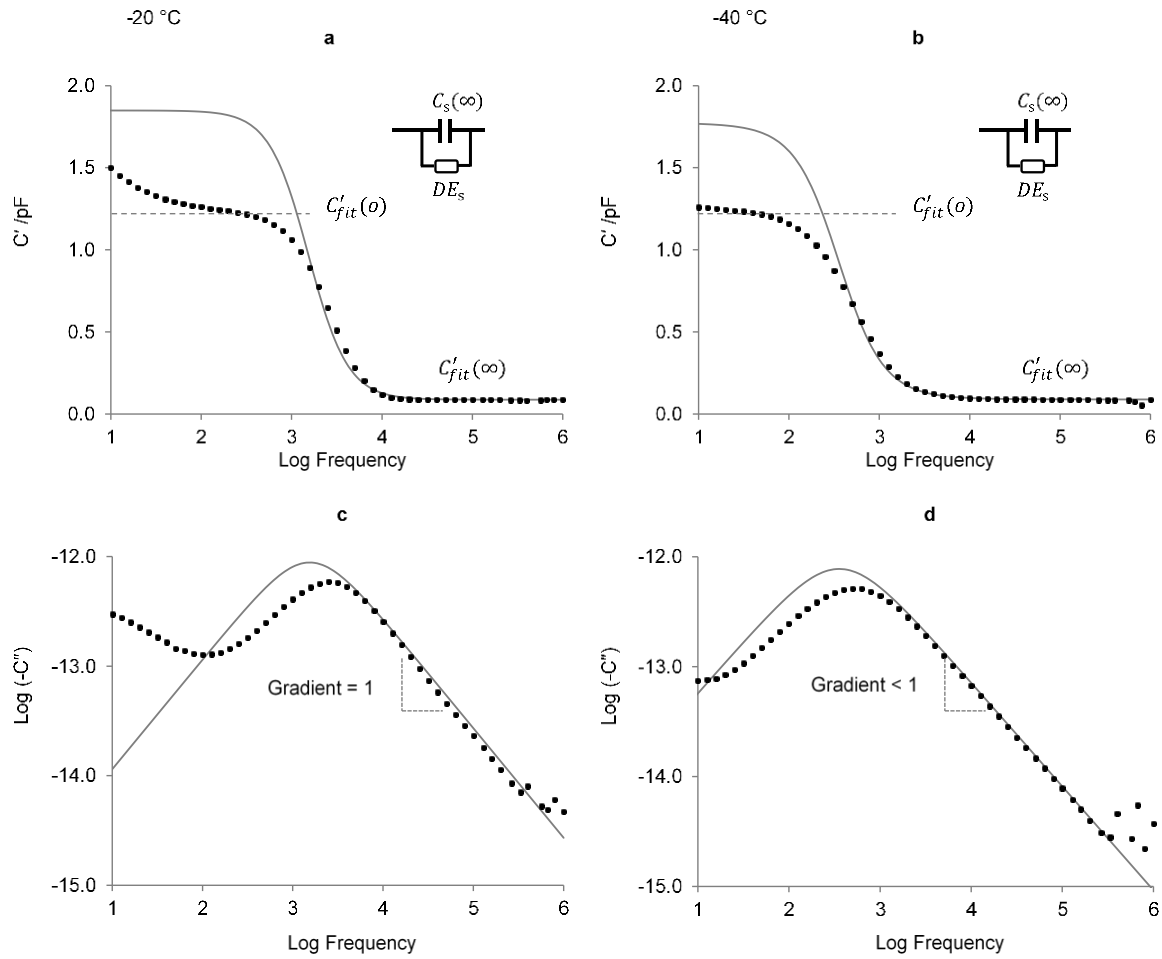 -20 °C
-40 °C
a
b
2.0
1.5
1.0
0.5
0.0
C' /pF
C_s(∞)
DE_s
C'_fit(o)
C'_fit(∞)
1 2 3 4 5 6
Log Frequency
2.0
1.5
1.0
0.5
0.0
C' /pF
C_s(∞)
DE_s
C'_fit(o)
C'_fit(∞)
1 2 3 4 5 6
Log Frequency
c
d
-12.0
-13.0
-14.0
-15.0
Log (-C")
Gradient = 1
1 2 3 4 5 6
Log Frequency
-12.0
-13.0
-14.0
-15.0
Log (-C")
Gradient < 1
1 2 3 4 5 6
Log Frequency